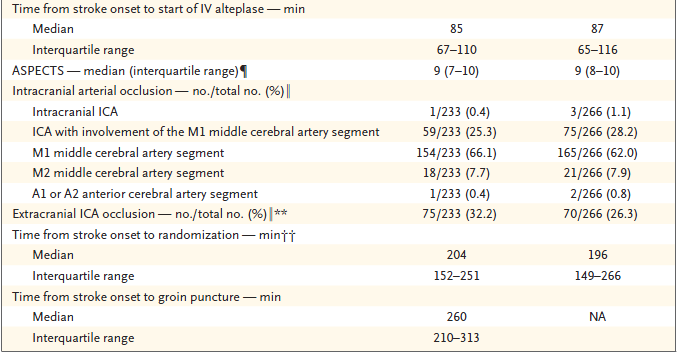 Time from stroke onset to start of IV alteplase — min
Median 85 87
Interquartile range 67–110 65–116
ASPECTS — median (interquartile range)¶ 9 (7–10) 9 (8–10)
Intracranial arterial occlusion — no./total no. (%)‖
Intracranial ICA 1/233 (0.4) 3/266 (1.1)
ICA with involvement of the M1 middle cerebral artery segment 59/233 (25.3) 75/266 (28.2)
M1 middle cerebral artery segment 154/233 (66.1) 165/266 (62.0)
M2 middle cerebral artery segment 18/233 (7.7) 21/266 (7.9)
A1 or A2 anterior cerebral artery segment 1/233 (0.4) 2/266 (0.8)
Extracranial ICA occlusion — no./total no. (%)‖** 75/233 (32.2) 70/266 (26.3)
Time from stroke onset to randomization — min††
Median 204 196
Interquartile range 152–251 149–266
Time from stroke onset to groin puncture — min
Median 260 NA
Interquartile range 210–313